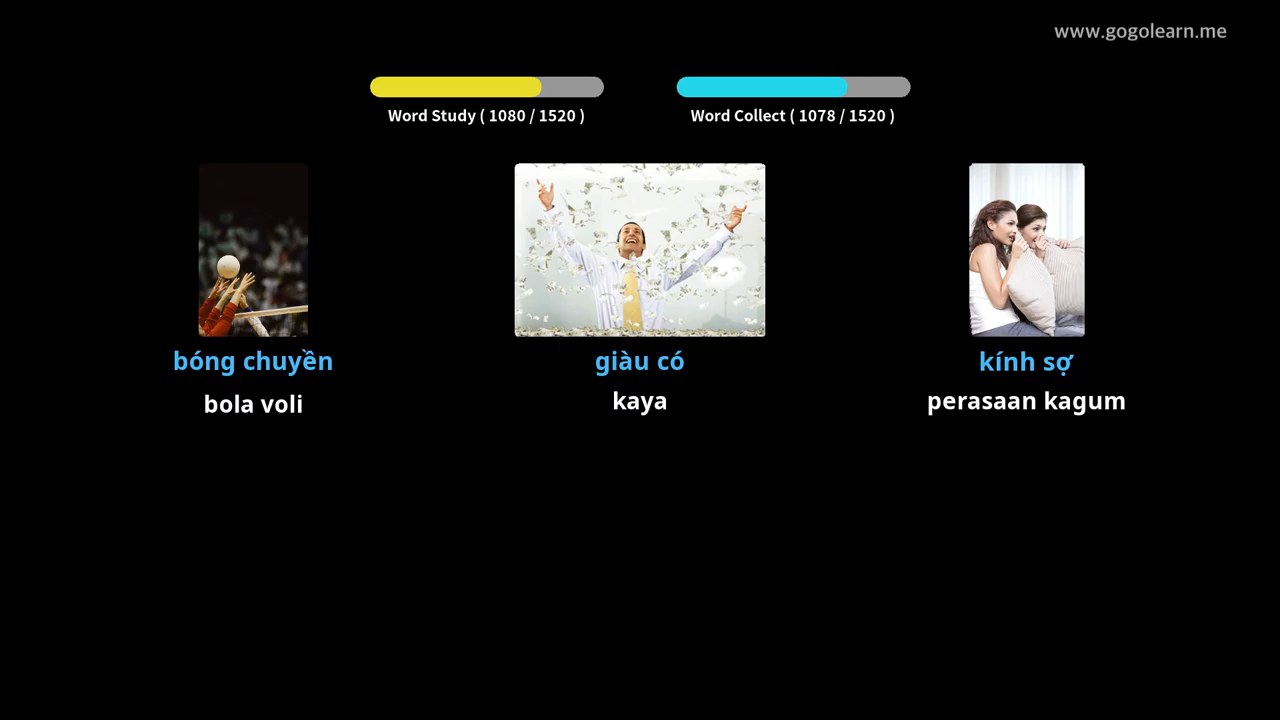 www.gogolearn.me
Word Study ( 1080 / 1520 )
Word Collect ( 1078 / 1520 )
bóng chuyền
giàu có
kính sợ
bola voli
kaya
perasaan kagum